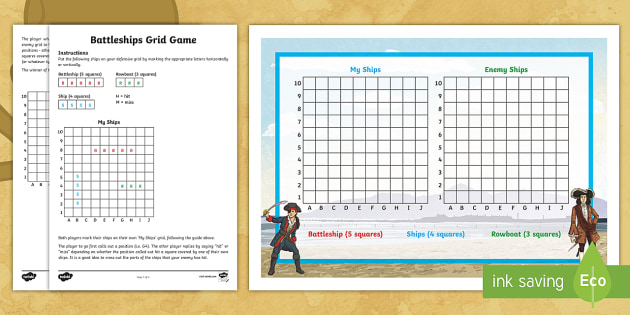 The player wh
enemy grid to
position - othe
squares covere
(or whatever ty
The winner of t
Battleships Grid Game
Instructions
Put the following ships on your defensive grid by marking the appropriate letters horizontally
or vertically.
Battleship (5 squares) Rowboat (3 squares)
B B B B B R R R
Ship (4 squares) H = hit
S S S S M = miss
My Ships
10
9
8 B B B B B
7
6
5 S
4 S R R R
3 S
2 S
1
A B C D E F G H I J
Both players mark their ships on their own 'My Ships' grid, following the guide above.
The player to go first calls out a position (i.e. G4). The other player replies by saying "hit" or
"miss" depending on whether the position called out hit a square covered by one of their own
ships. It is a good idea to cross out the parts of the ships that your enemy has hit.
twinkl
My Ships Enemy Ships
10 10
9 9
8 8
7 7
6 6
5 5
4 4
3 3
2 2
1 1
A B C D E F G H I J A B C D E F G H I J
Battleship (5 squares) Ships (4 squares) Rowboat (3 squares)
ink saving Eco